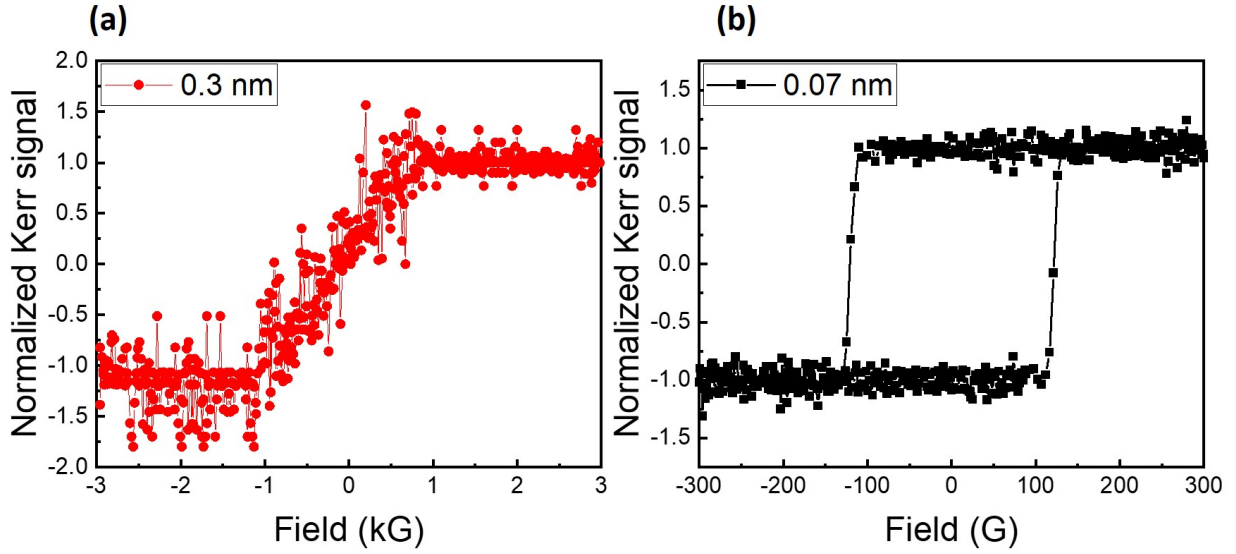 (a)
0.3 nm
Normalized Kerr signal
2.0
1.5
1.0
0.5
0.0
-0.5
-1.0
-1.5
-2.0
-3 -2 -1 0 1 2 3
Field (kG)
(b)
0.07 nm
Normalized Kerr signal
1.5
1.0
0.5
0.0
-0.5
-1.0
-1.5
-300 -200 -100 0 100 200 300
Field (G)